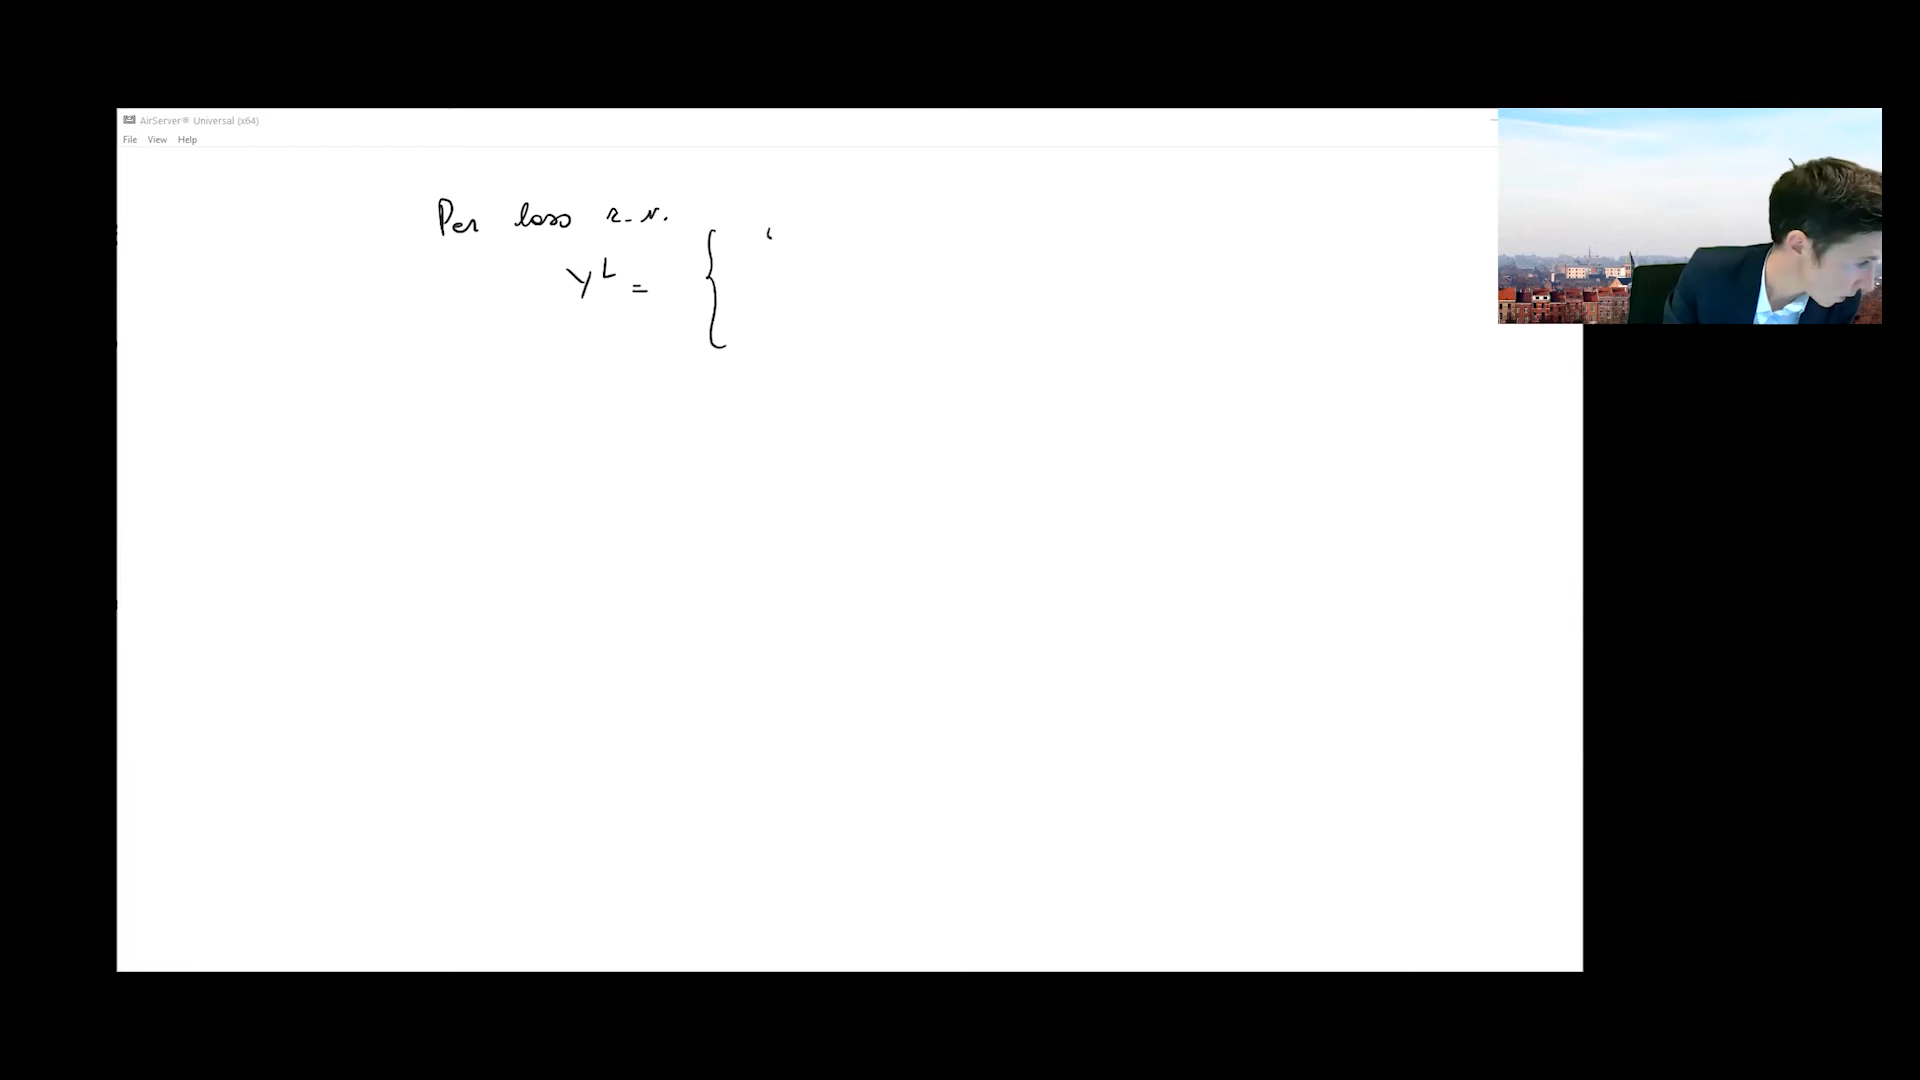 AirServer® Universal (x64)
File View Help
Per loss r.v.
Y^L = {